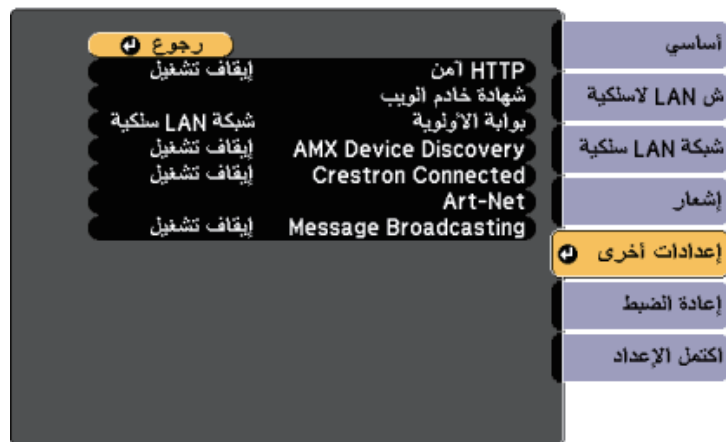 أساسي
ش LAN لاسلكية
شبكة LAN سلكية
إشعار
إعدادات أخرى
إعادة الضبط
اكتمل الإعداد
رجوع
HTTP آمن إيقاف تشغيل
شهادة خادم الويب
بوابة الأولوية شبكة LAN سلكية
AMX Device Discovery إيقاف تشغيل
Crestron Connected إيقاف تشغيل
Art-Net
Message Broadcasting إيقاف تشغيل